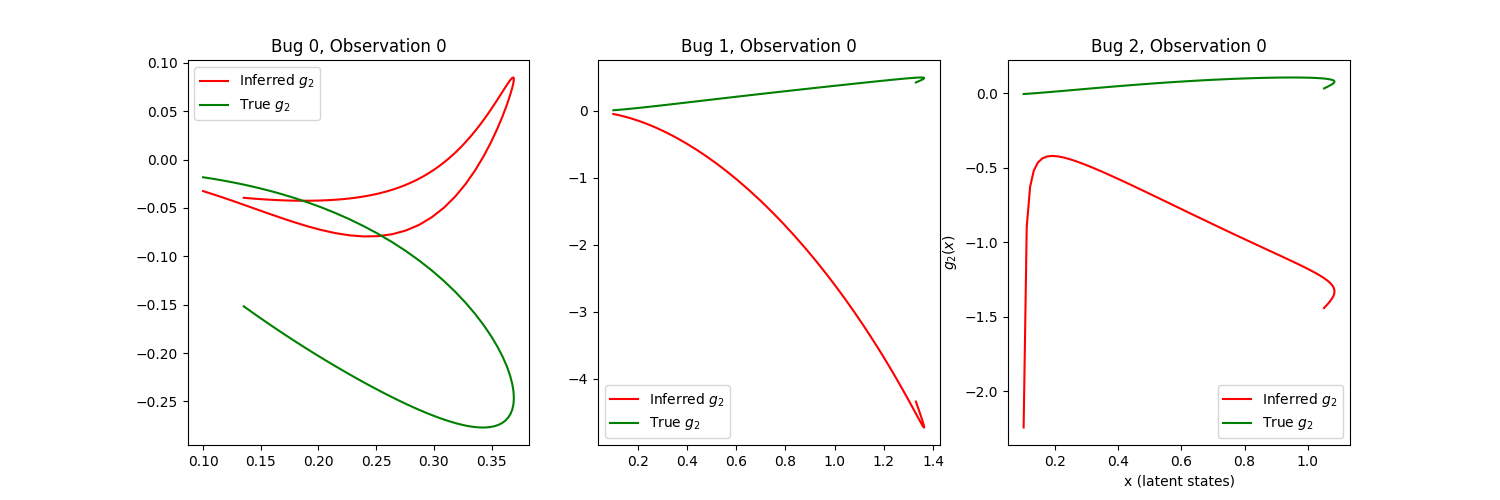 Bug 0, Observation 0
Inferred g₂
True g₂
0.10
0.05
0.00
−0.05
−0.10
−0.15
−0.20
−0.25
0.10 0.15 0.20 0.25 0.30 0.35
Bug 1, Observation 0
0
−1
−2
−3
−4
Inferred g₂
True g₂
0.2 0.4 0.6 0.8 1.0 1.2 1.4
Bug 2, Observation 0
g₂(x)
0.0
−0.5
−1.0
−1.5
−2.0
Inferred g₂
True g₂
0.2 0.4 0.6 0.8 1.0
x (latent states)